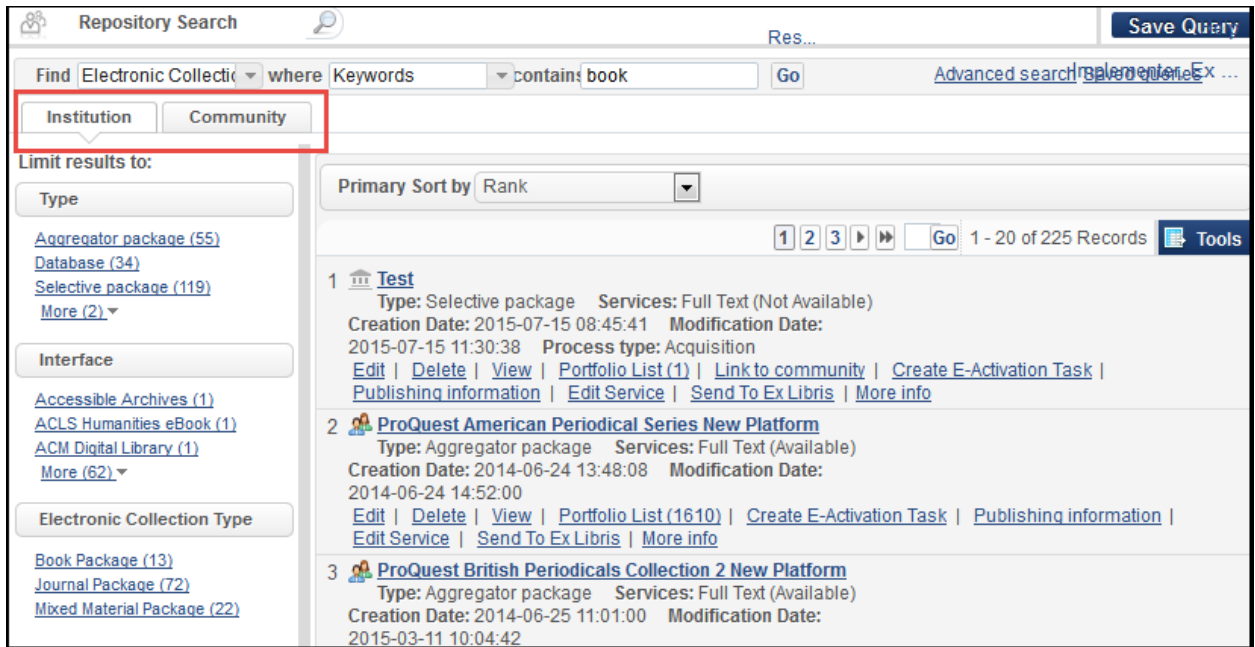 Repository Search
Res...
Save Query
Find Electronic Collectic where Keywords contains book Go
Advanced search Saved queries
Implementer, Ex ...
Institution Community
Limit results to:
Type
Aggregator package (55)
Database (34)
Selective package (119)
More (2)
Interface
Accessible Archives (1)
ACLS Humanities eBook (1)
ACM Digital Library (1)
More (62)
Electronic Collection Type
Book Package (13)
Journal Package (72)
Mixed Material Package (22)
Primary Sort by Rank
1 2 3 Go 1 - 20 of 225 Records Tools
1 Test
Type: Selective package Services: Full Text (Not Available)
Creation Date: 2015-07-15 08:45:41 Modification Date:
2015-07-15 11:30:38 Process type: Acquisition
Edit | Delete | View | Portfolio List (1) | Link to community | Create E-Activation Task |
Publishing information | Edit Service | Send To Ex Libris | More info
2 ProQuest American Periodical Series New Platform
Type: Aggregator package Services: Full Text (Available)
Creation Date: 2014-06-24 13:48:08 Modification Date:
2014-06-24 14:52:00
Edit | Delete | View | Portfolio List (1610) | Create E-Activation Task | Publishing information |
Edit Service | Send To Ex Libris | More info
3 ProQuest British Periodicals Collection 2 New Platform
Type: Aggregator package Services: Full Text (Available)
Creation Date: 2014-06-25 11:01:00 Modification Date:
2015-03-11 10:04:42